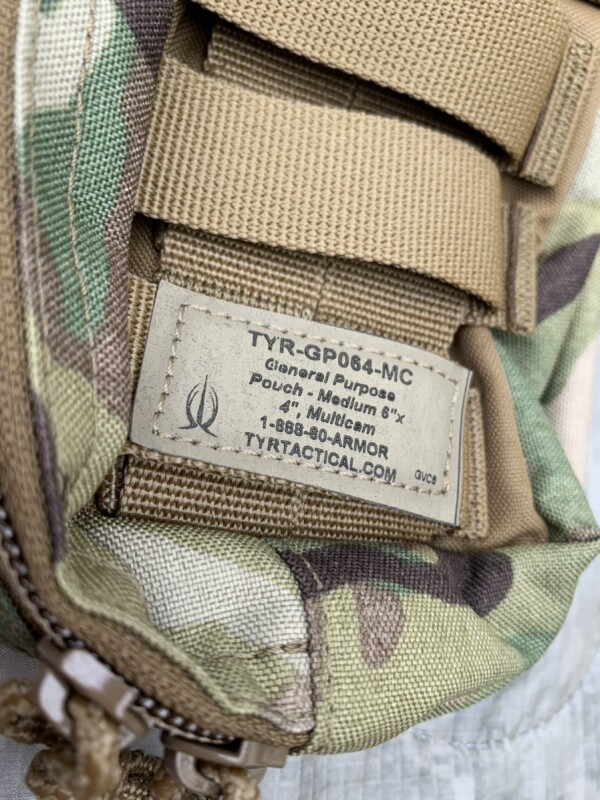 TYR-GP064-MC
General Purpose
Pouch - Medium 6"x
4", Multicam
1-888-80-ARMOR
TYRTACTICAL.COM
GVC6